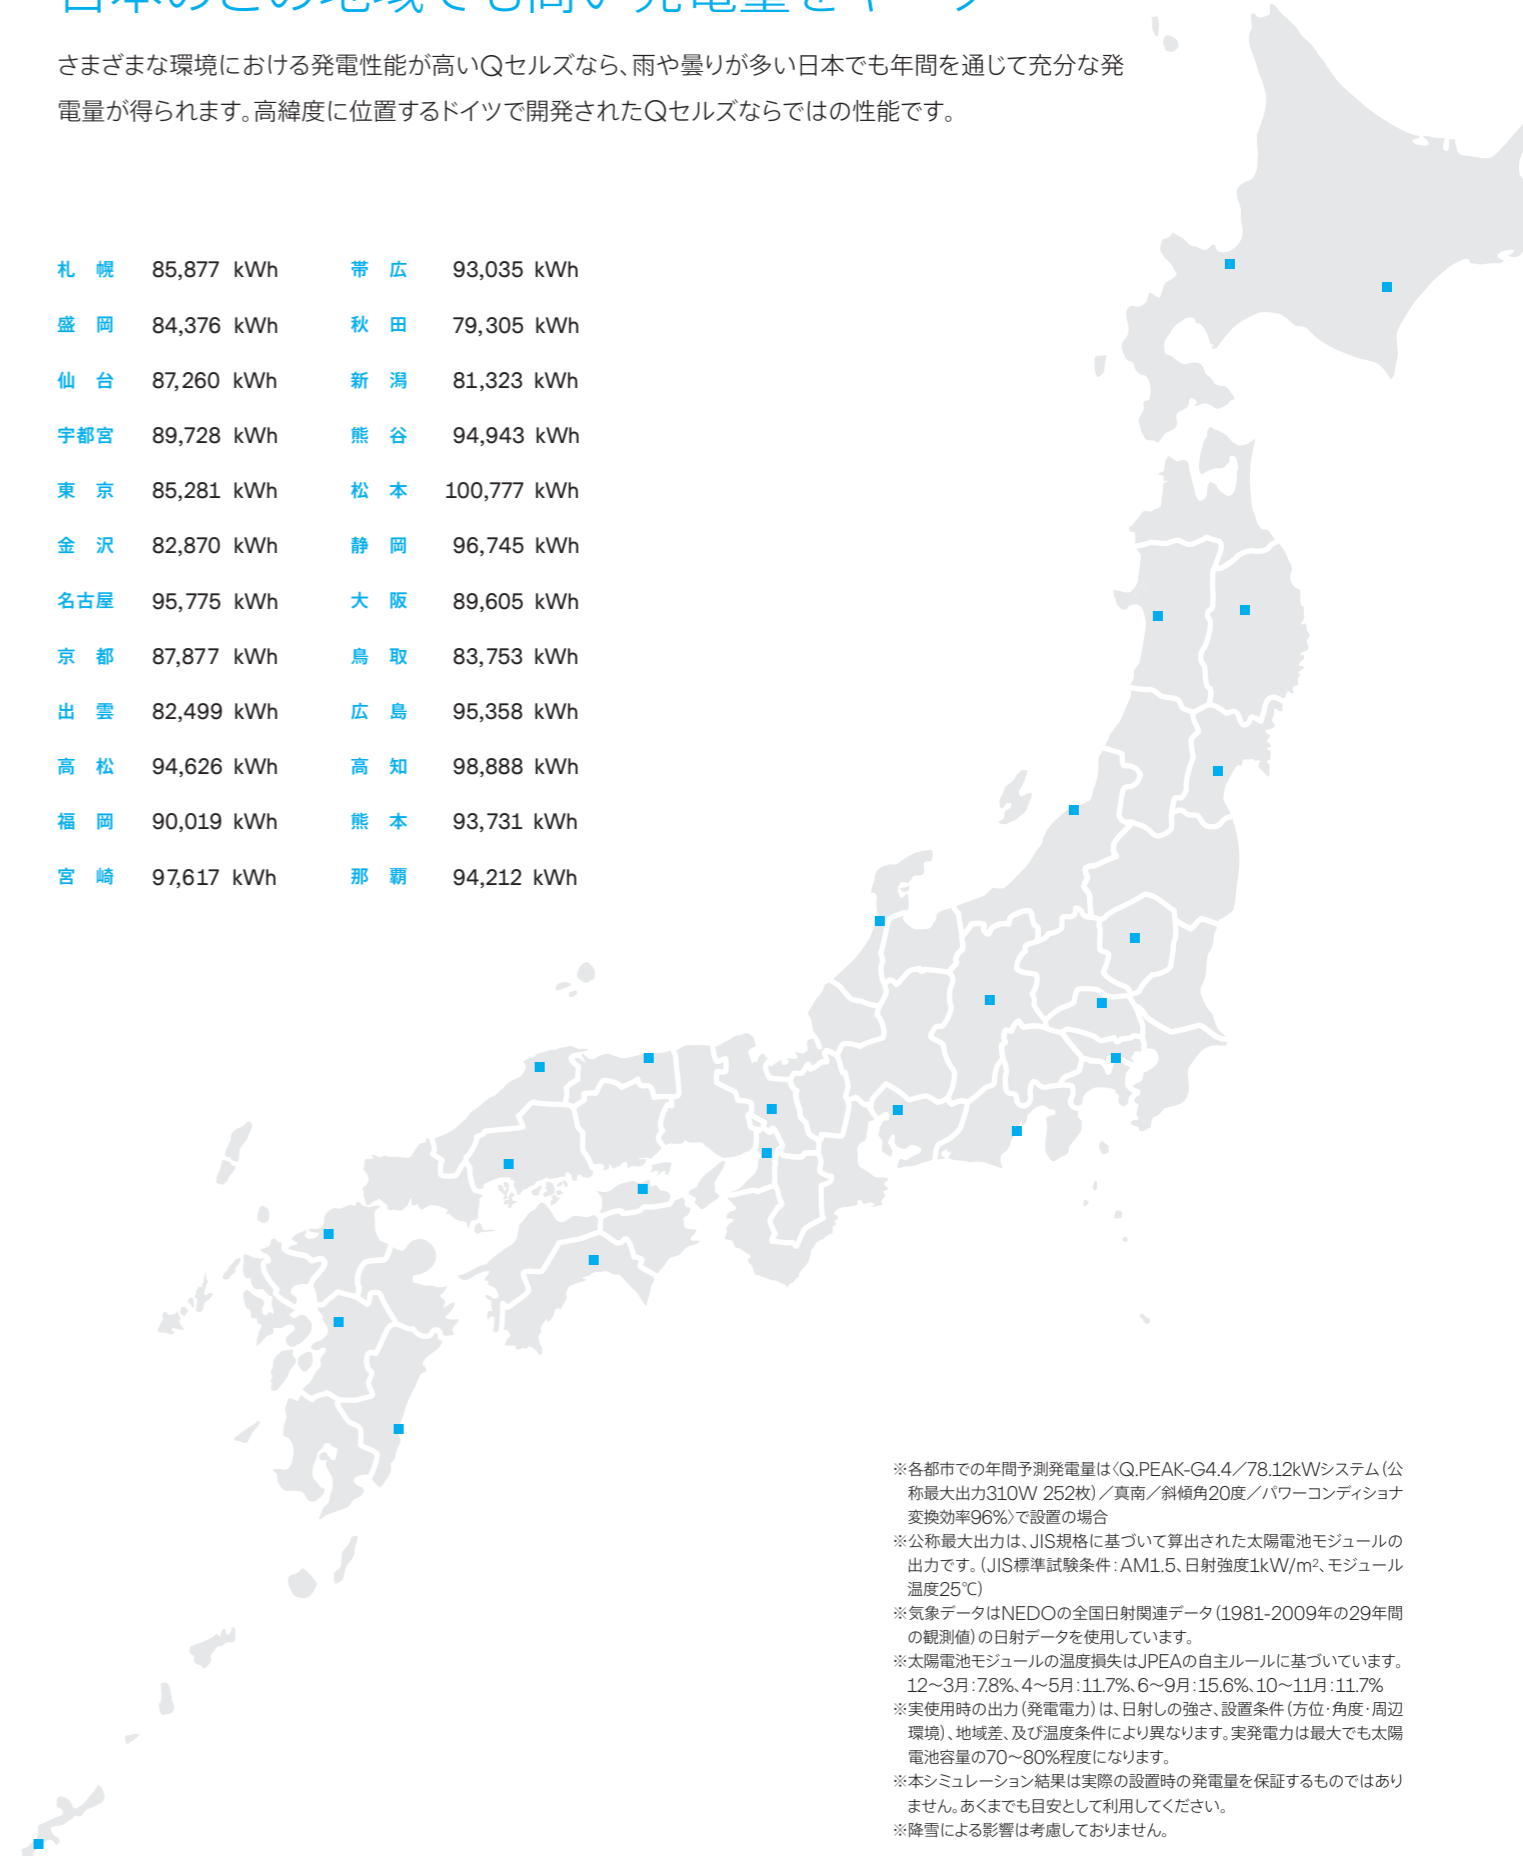 日本のどの地域でも高い発電量をキープ
さまざまな環境における発電性能が高いQセルズなら、雨や曇りが多い日本でも年間を通じて充分な発
電量が得られます。高緯度に位置するドイツで開発されたQセルズならではの性能です。
札　幌 85,877 kWh 帯　広 93,035 kWh
盛　岡 84,376 kWh 秋　田 79,305 kWh
仙　台 87,260 kWh 新　潟 81,323 kWh
宇都宮 89,728 kWh 熊　谷 94,943 kWh
東　京 85,281 kWh 松　本 100,777 kWh
金　沢 82,870 kWh 静　岡 96,745 kWh
名古屋 95,775 kWh 大　阪 89,605 kWh
京　都 87,877 kWh 鳥　取 83,753 kWh
出　雲 82,499 kWh 広　島 95,358 kWh
高　松 94,626 kWh 高　知 98,888 kWh
福　岡 90,019 kWh 熊　本 93,731 kWh
宮　崎 97,617 kWh 那　覇 94,212 kWh
※各都市での年間予測発電量は〈Q.PEAK-G4.4／78.12kWシステム（公
称最大出力310W 252枚）／真南／斜傾角20度／パワーコンディショナ
変換効率96%〉で設置の場合
※公称最大出力は、JIS規格に基づいて算出された太陽電池モジュールの
出力です。（JIS標準試験条件：AM1.5、日射強度1kW/m²、モジュール
温度25℃）
※気象データはNEDOの全国日射関連データ（1981-2009年の29年間
の観測値）の日射データを使用しています。
※太陽電池モジュールの温度損失はJPEAの自主ルールに基づいています。
12～3月：7.8%、4～5月：11.7%、6～9月：15.6%、10～11月：11.7%
※実使用時の出力（発電電力）は、日射しの強さ、設置条件（方位・角度・周辺
環境）、地域差、及び温度条件により異なります。実発電力は最大でも太陽
電池容量の70～80%程度になります。
※本シミュレーション結果は実際の設置時の発電量を保証するものではあり
ません。あくまでも目安として利用してください。
※降雪による影響は考慮しておりません。